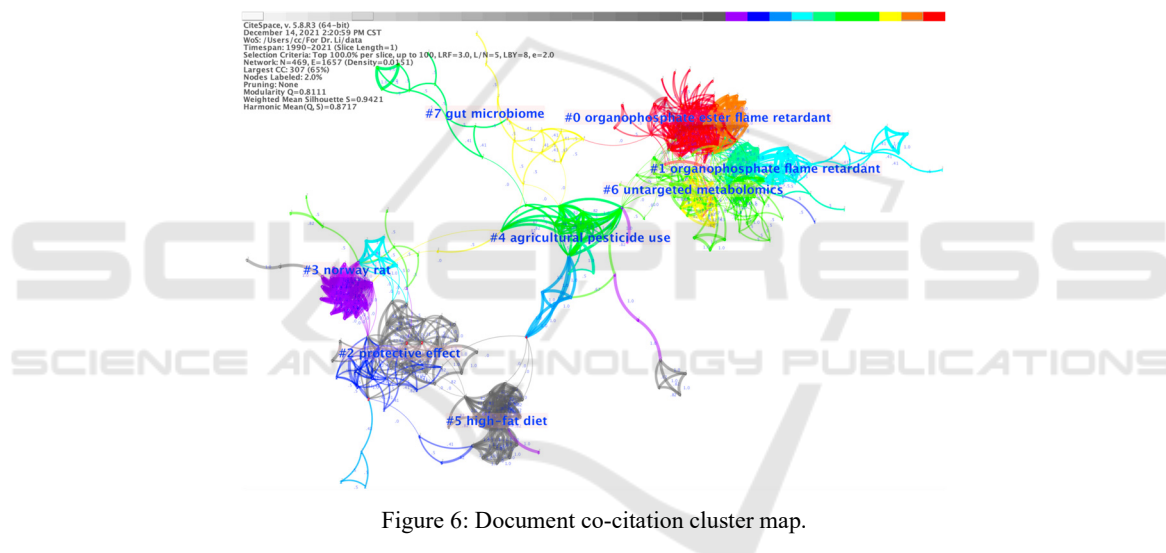 CiteSpace, v. 5.8.R3 (64-bit)
December 14, 2021 2:20:59 PM CST
WoS: /Users/cc/For Dr. Li/data
Timespan: 1990-2021 (Slice Length=1)
Selection Criteria: Top 100.0% per slice, up to 100, LRF=3.0, L/N=5, LBY=8, e=2.0
Network: N=469, E=1657 (Density=0.0151)
Largest CC: 307 (65%)
Nodes Labeled: 2.0%
Pruning: None
Modularity Q=0.8111
Weighted Mean Silhouette S=0.9421
Harmonic Mean(Q, S)=0.8717
#7 gut microbiome
#0 organophosphate ester flame retardant
#1 organophosphate flame retardant
#6 untargeted metabolomics
#4 agricultural pesticide use
#3 norway rat
#2 protective effect
#5 high-fat diet
SCITEPRESS
SCIENCE AND TECHNOLOGY PUBLICATIONS
Figure 6: Document co-citation cluster map.